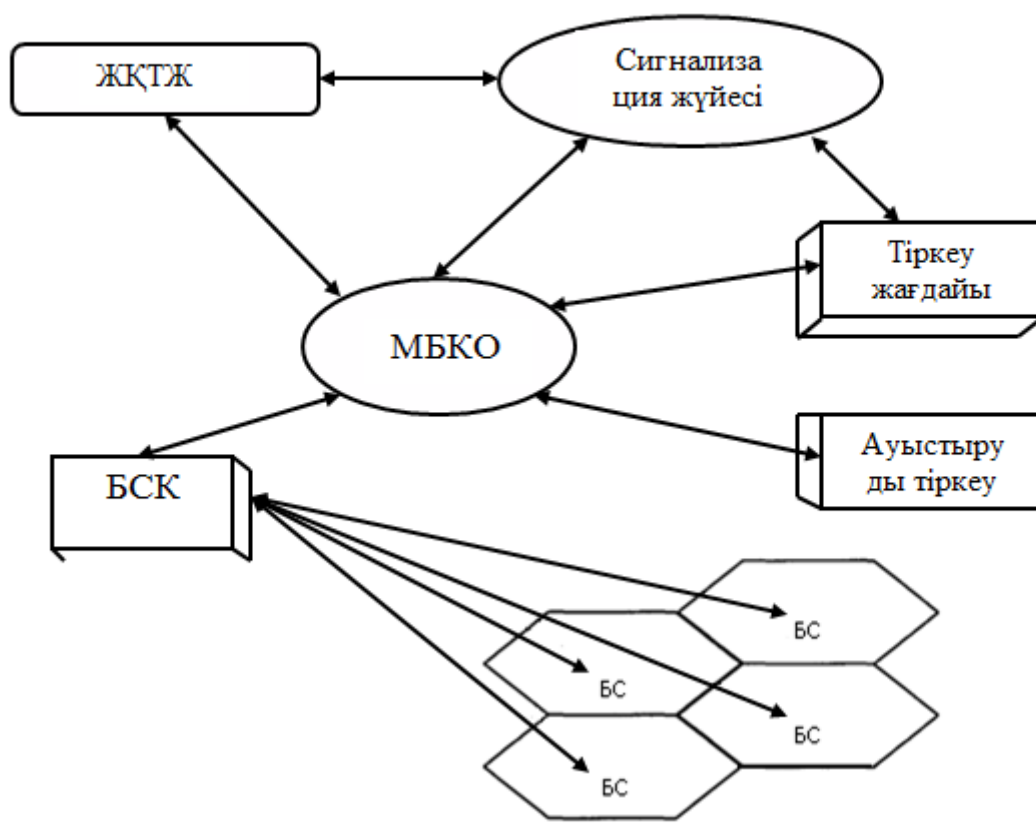 ЖҚТЖ
Сигнализа
ция жүйесі
Тіркеу
жағдайы
МБКО
Ауыстыру
ды тіркеу
БСК
БС
БС
БС
БС